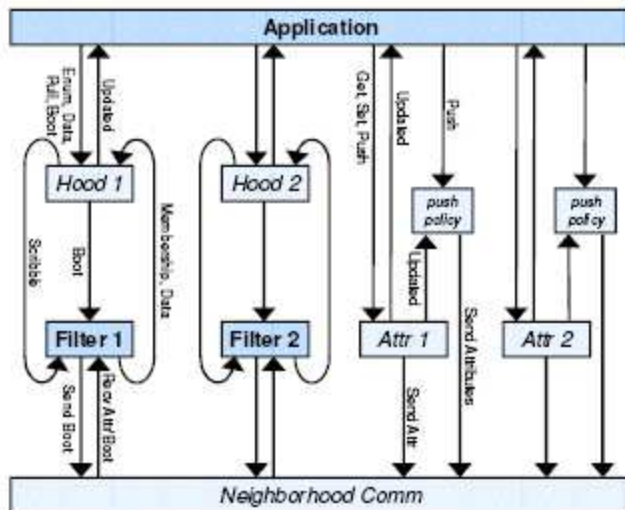 Application
Enum, Data,
Pull, Boot
Updated
Get, Set, Push
Updated
Push
Hood 1
Hood 2
push
policy
push
policy
Scribble
Boot
Membership, Data
Updated
Filter 1
Filter 2
Attr 1
Attr 2
Send Boot
Recv Attr/Boot
Send Attr
Send Attributes
Neighborhood Comm